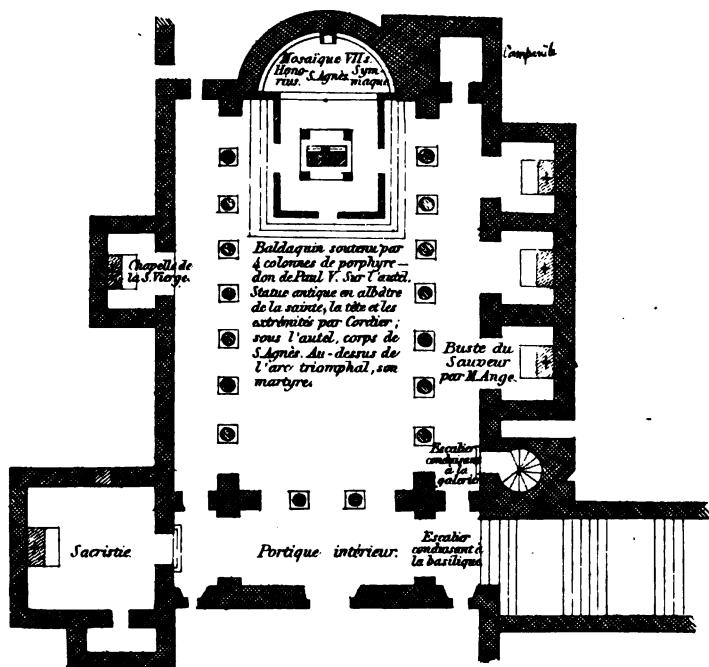 Mosaïque VII s.
Hono- Sym-
rius. S. Agnès. maque
Campanile
Chapelle de
la S. Vierge.
Baldaquin soutenu par
4 colonnes de porphyre —
don de Paul V. Sur l'autel,
Statue antique en albâtre
de la sainte, la tête et les
extrémités par Cordier;
sous l'autel, corps de
S. Agnès. Au-dessus de
l'arc triomphal, son
martyre.
Buste du
Sauveur
par M. Ange.
Escalier
conduisant
à la
galerie
Sacristie.
Portique intérieur.
Escalier
conduisant à
la basilique.